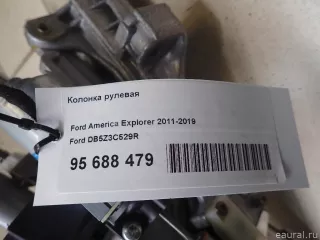 Колонка рулевая
Ford America Explorer 2011-2019
Ford DB5Z3C529R
95 688 479
eaural.ru